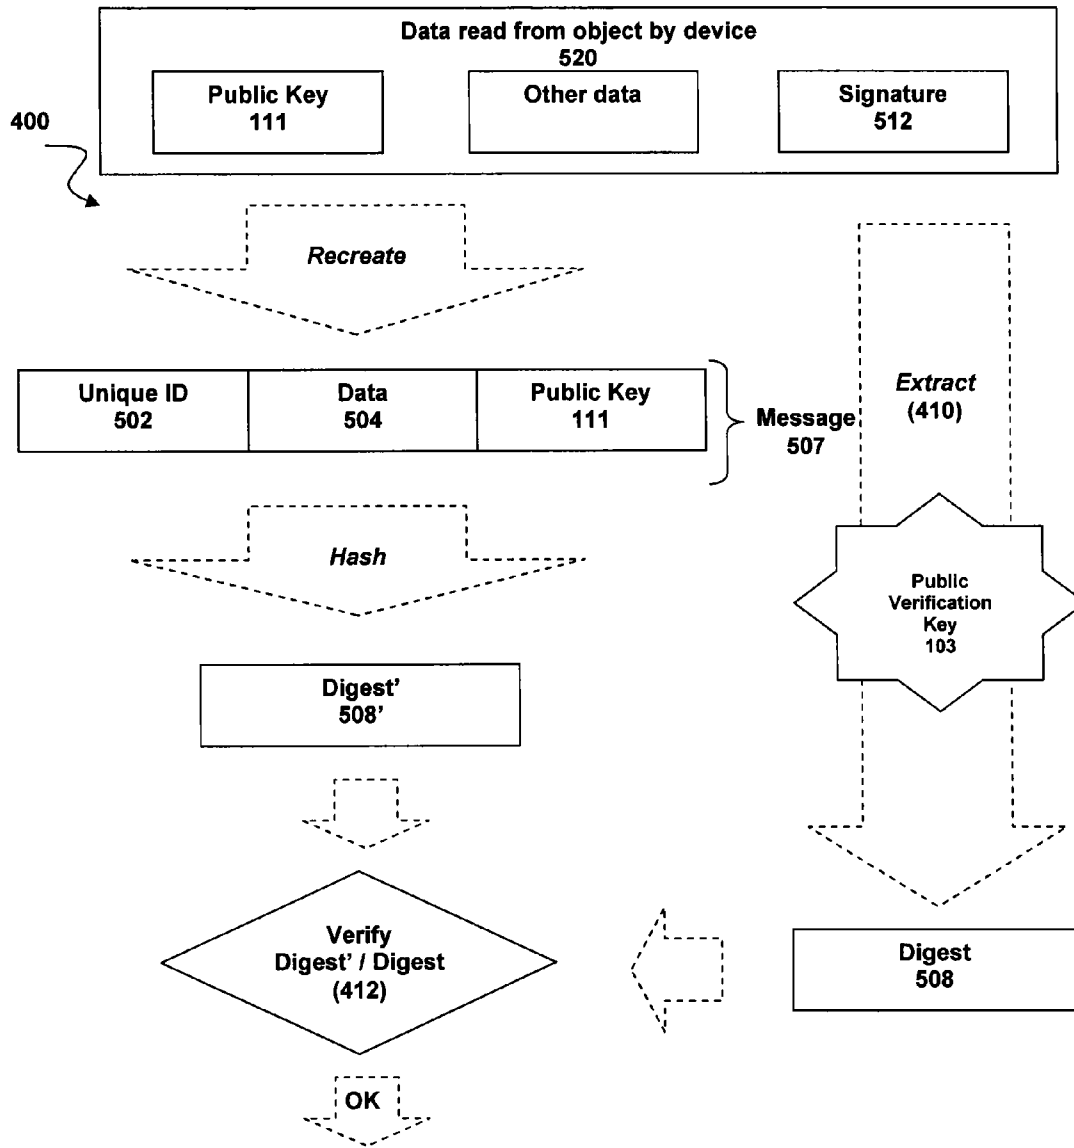 Data read from object by device
520
Public Key
111
Other data
Signature
512
400
Recreate
Unique ID
502
Data
504
Public Key
111
Message
507
Extract
(410)
Hash
Public
Verification
Key
103
Digest’
508’
Verify
Digest’ / Digest
(412)
Digest
508
OK